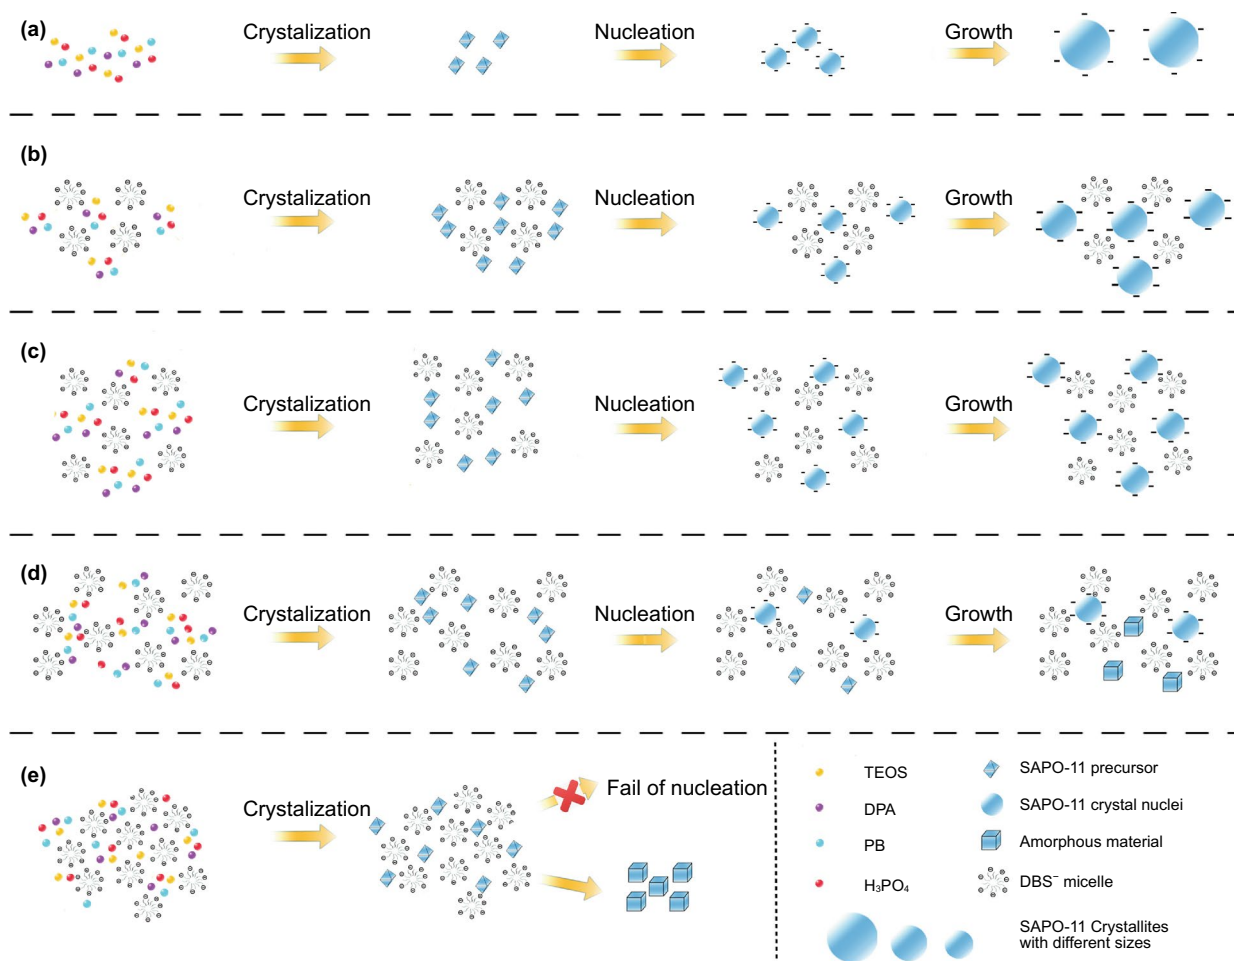 (a)
Crystalization
Nucleation
Growth
(b)
Crystalization
Nucleation
Growth
(c)
Crystalization
Nucleation
Growth
(d)
Crystalization
Nucleation
Growth
(e)
Crystalization
Fail of nucleation
TEOS
DPA
PB
H₃PO₄
SAPO-11 precursor
SAPO-11 crystal nuclei
Amorphous material
DBS⁻ micelle
SAPO-11 Crystallites
with different sizes